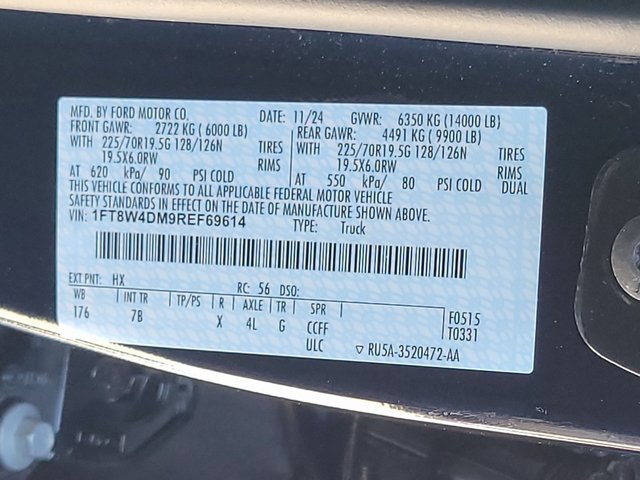 MFD. BY FORD MOTOR CO. DATE: 11/24 GVWR: 6350 KG (14000 LB)
FRONT GAWR: 2722 KG (6000 LB) REAR GAWR: 4491 KG (9900 LB)
WITH 225/70R19.5G 128/126N TIRES WITH 225/70R19.5G 128/126N TIRES
19.5X6.0RW RIMS 19.5X6.0RW RIMS
AT 620 kPa/ 90 PSI COLD AT 550 kPa/ 80 PSI COLD DUAL
THIS VEHICLE CONFORMS TO ALL APPLICABLE FEDERAL MOTOR VEHICLE
SAFETY STANDARDS IN EFFECT ON THE DATE OF MANUFACTURE SHOWN ABOVE.
VIN: 1FT8W4DM9REF69614 TYPE: Truck
EXT PNT: HX RC: 56 DSO:
WB INT TR TP/PS R AXLE TR SPR F0515
176 7B X 4L G CCFF T0331
ULC ▽ RU5A-3520472-AA